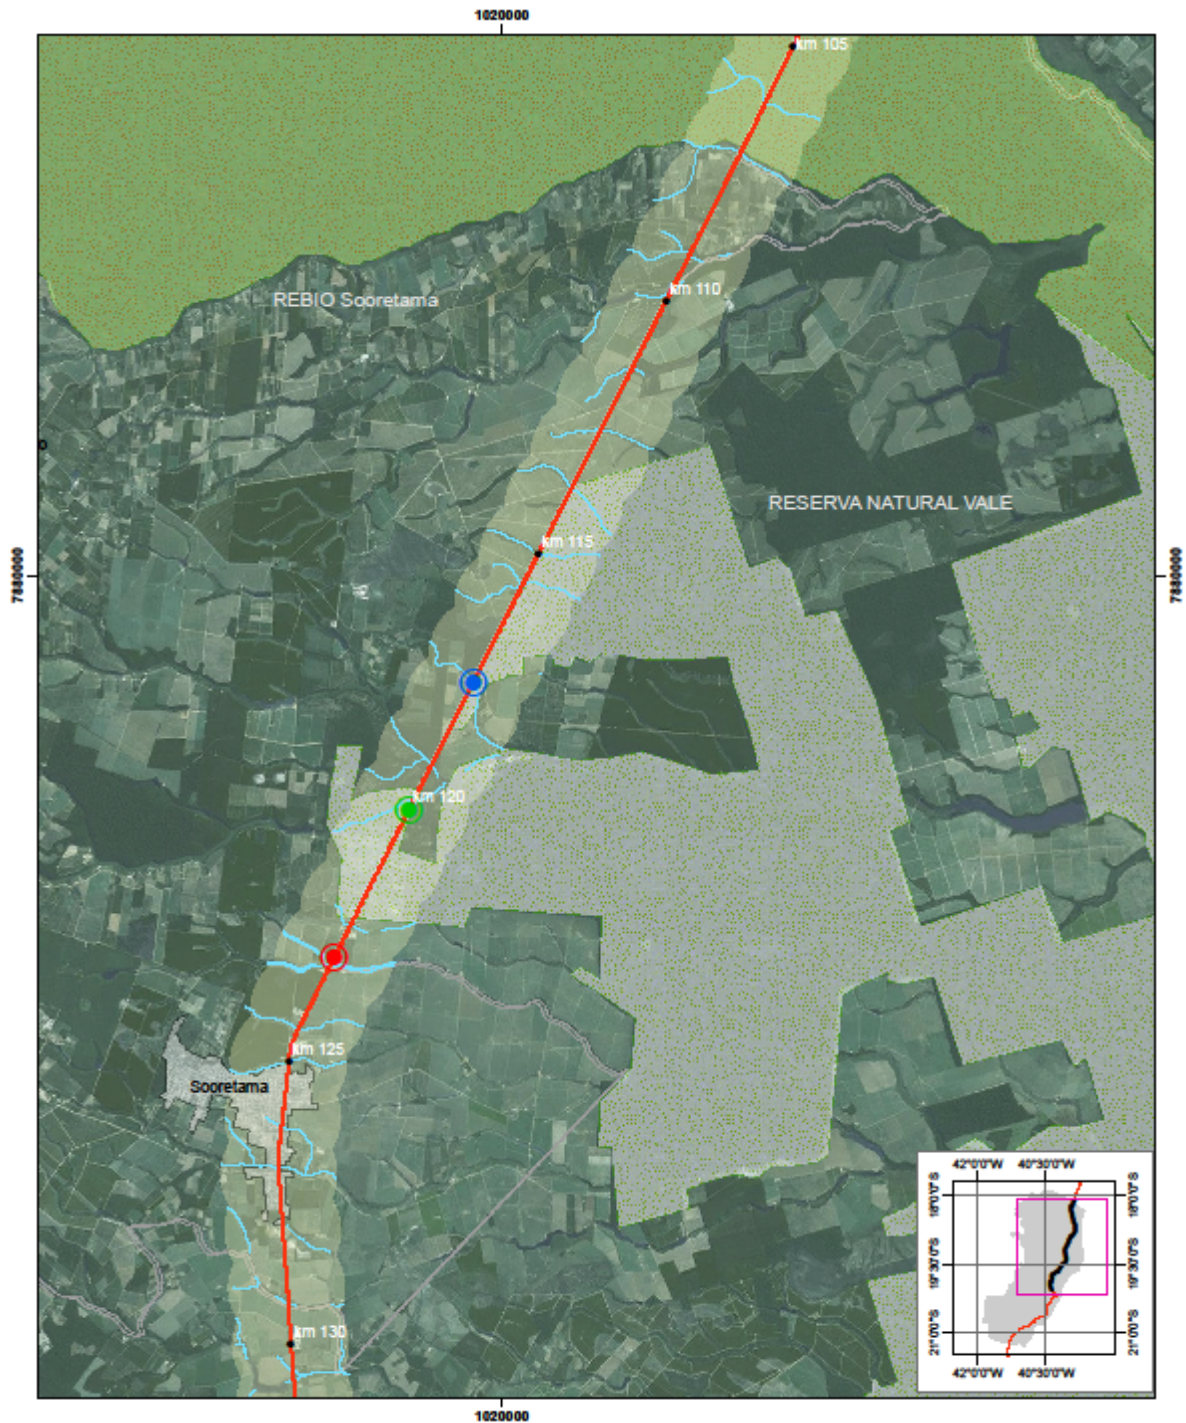 1020000
km 105
REBIO Sooretama
km 110
RESERVA NATURAL VALE
km 115
7880000
7880000
km 120
km 125
Sooretama
km 130
42°0'0"W 40°30'0"W
18°0'0"S
18°0'0"S
19°30'0"S
19°30'0"S
21°0'0"S
21°0'0"S
42°0'0"W 40°30'0"W
1020000